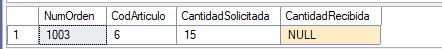 NumOrden CodArticulo CantidadSolicitada CantidadRecibida
1 1003 6 15 NULL